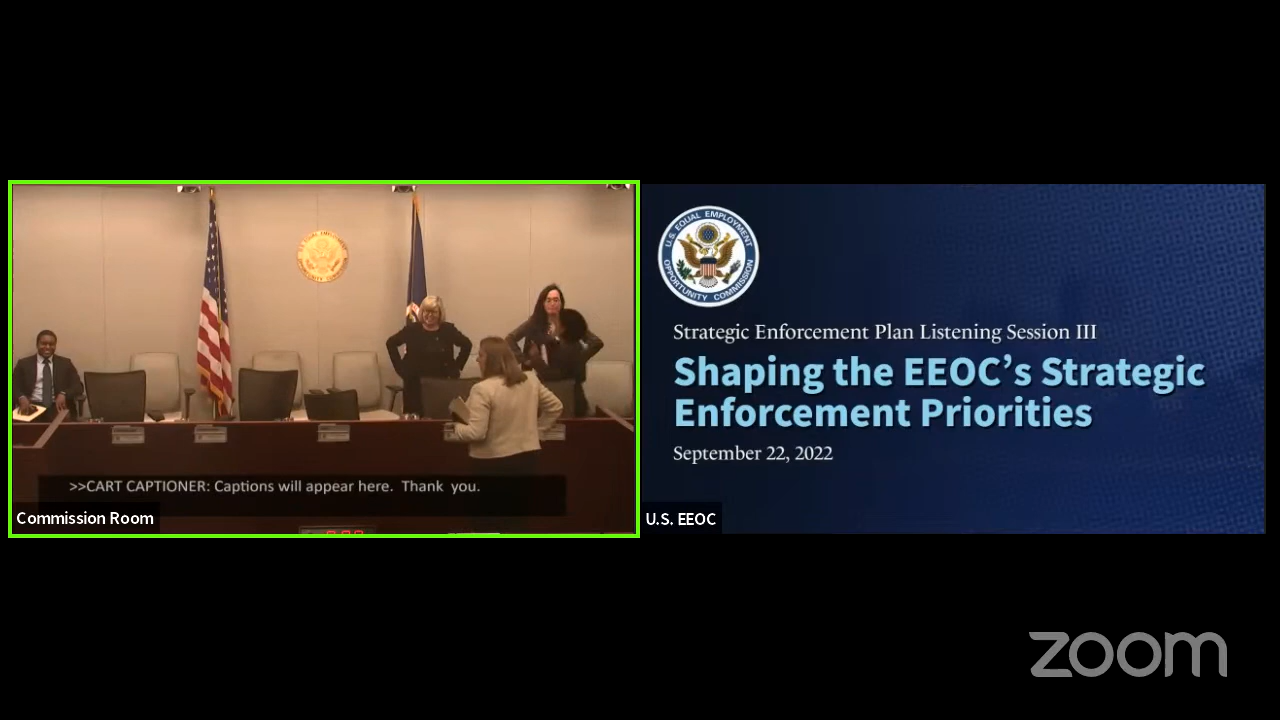 >>CART CAPTIONER: Captions will appear here. Thank you.
Commission Room
U.S. EQUAL EMPLOYMENT
OPPORTUNITY COMMISSION
Strategic Enforcement Plan Listening Session III
Shaping the EEOC's Strategic
Enforcement Priorities
September 22, 2022
U.S. EEOC
zoom